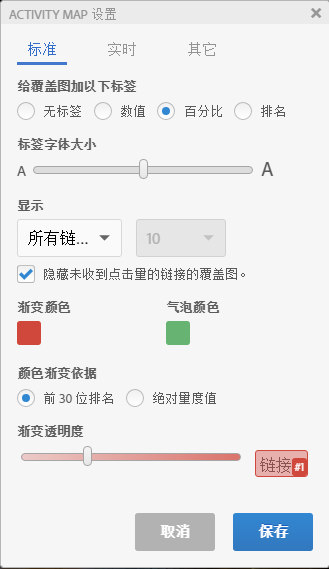 ACTIVITY MAP 设置
标准 实时 其它
给覆盖图加以下标签
无标签 数值 百分比 排名
标签字体大小
A A
显示
所有链... 10
隐藏未收到点击量的链接的覆盖图。
渐变颜色 气泡颜色
颜色渐变依据
前 30 位排名 绝对量度值
渐变透明度
链接 #1
取消 保存